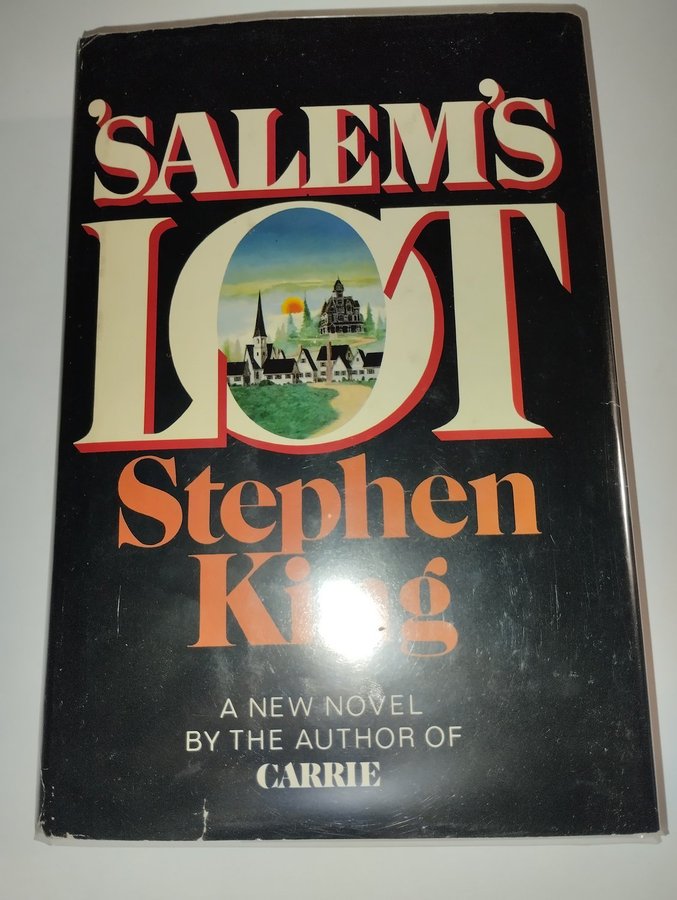 'SALEM'S
LOT
Stephen
King
A NEW NOVEL
BY THE AUTHOR OF
CARRIE